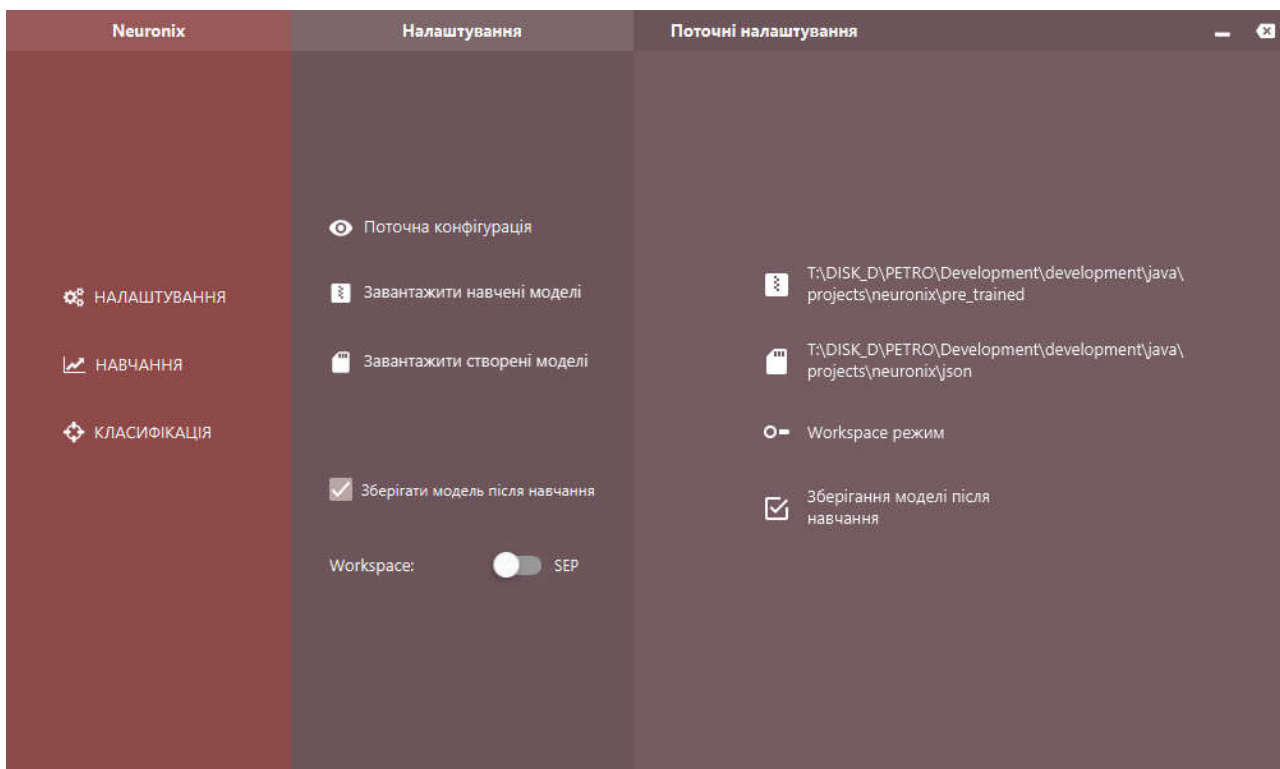 Neuronix
Налаштування
Поточні налаштування
НАЛАШТУВАННЯ
НАВЧАННЯ
КЛАСИФІКАЦІЯ
Поточна конфігурація
Завантажити навчені моделі
Завантажити створені моделі
Зберігати модель після навчання
Workspace:
SEP
T:\DISK_D\PETRO\Development\development\java\
projects\neuronix\pre_trained
T:\DISK_D\PETRO\Development\development\java\
projects\neuronix\json
Workspace режим
Зберігання моделі після
навчання